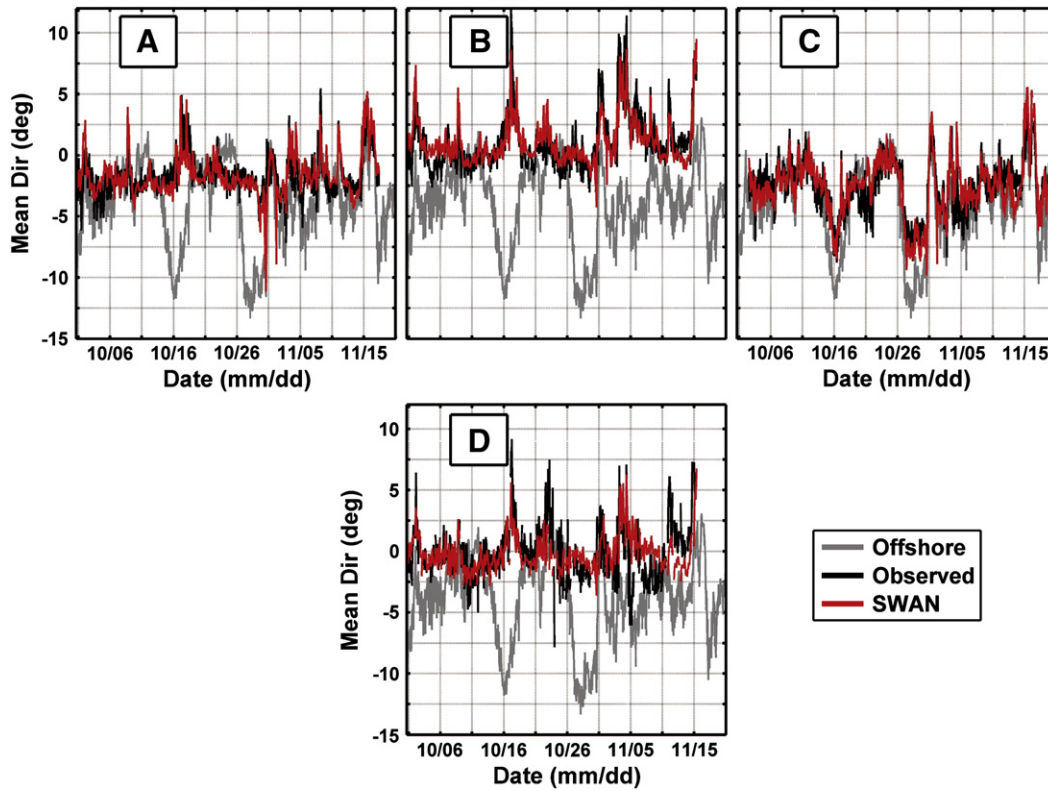 A
B
C
10
5
0
-5
-10
-15
Mean Dir (deg)
10/06 10/16 10/26 11/05 11/15
Date (mm/dd)
10/06 10/16 10/26 11/05 11/15
Date (mm/dd)
D
10
5
0
-5
-10
-15
Mean Dir (deg)
10/06 10/16 10/26 11/05 11/15
Date (mm/dd)
Offshore
Observed
SWAN